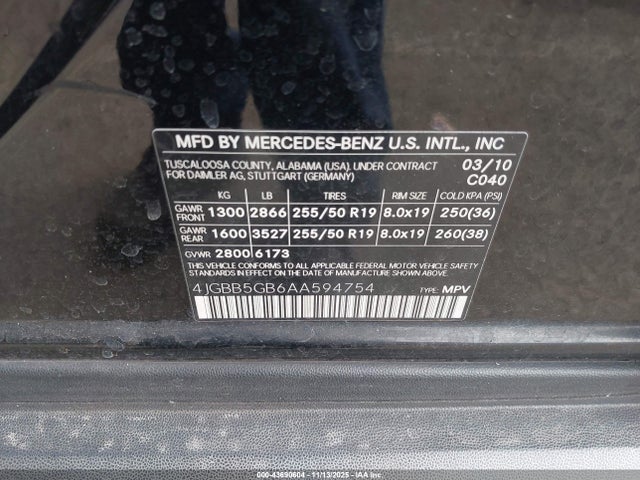 MFD BY MERCEDES-BENZ U.S. INTL., INC
TUSCALOOSA COUNTY, ALABAMA (USA). UNDER CONTRACT 03/10
FOR DAIMLER AG, STUTTGART (GERMANY) C040
KG LB TIRES RIM SIZE COLD KPA (PSI)
GAWR FRONT 1300 2866 255/50 R19 8.0x19 250(36)
GAWR REAR 1600 3527 255/50 R19 8.0x19 260(38)
GVWR 2800 6173
THIS VEHICLE CONFORMS TO ALL APPLICABLE FEDERAL MOTOR VEHICLE
SAFETY STANDARDS IN EFFECT ON THE DATE OF MANUFACTURE SHOWN ABOVE.
4JGBB5GB6AA594754 TYPE: MPV
000-43690604 - 11/13/2025 - IAAI.com